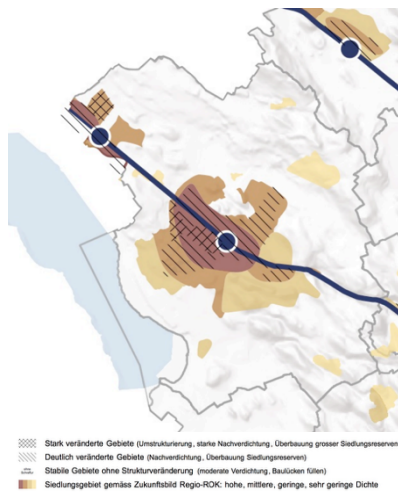 Stark veränderte Gebiete (Umstrukturierung, starke Nachverdichtung, Überbauung grosser Siedlungsreserven
Deutlich veränderte Gebiete (Nachverdichtung, Überbauung Siedlungsreserven)
Stabile Gebiete ohne Strukturveränderung (moderate Verdichtung, Baulücken füllen)
Siedlungsgebiet gemäss Zukunftsbild Regio-ROK: hohe, mittlere, geringe, sehr geringe Dichte